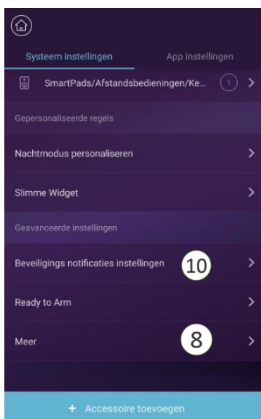 Systeem instellingen App instellingen
SmartPads/Afstandsbedieningen/Ke... 1
Gepersonaliseerde regels
Nachtmodus personaliseren
Slimme Widget
Geavanceerde instellingen
Beveiligings notificaties instellingen 10
Ready to Arm
Meer 8
+ Accessoire toevoegen